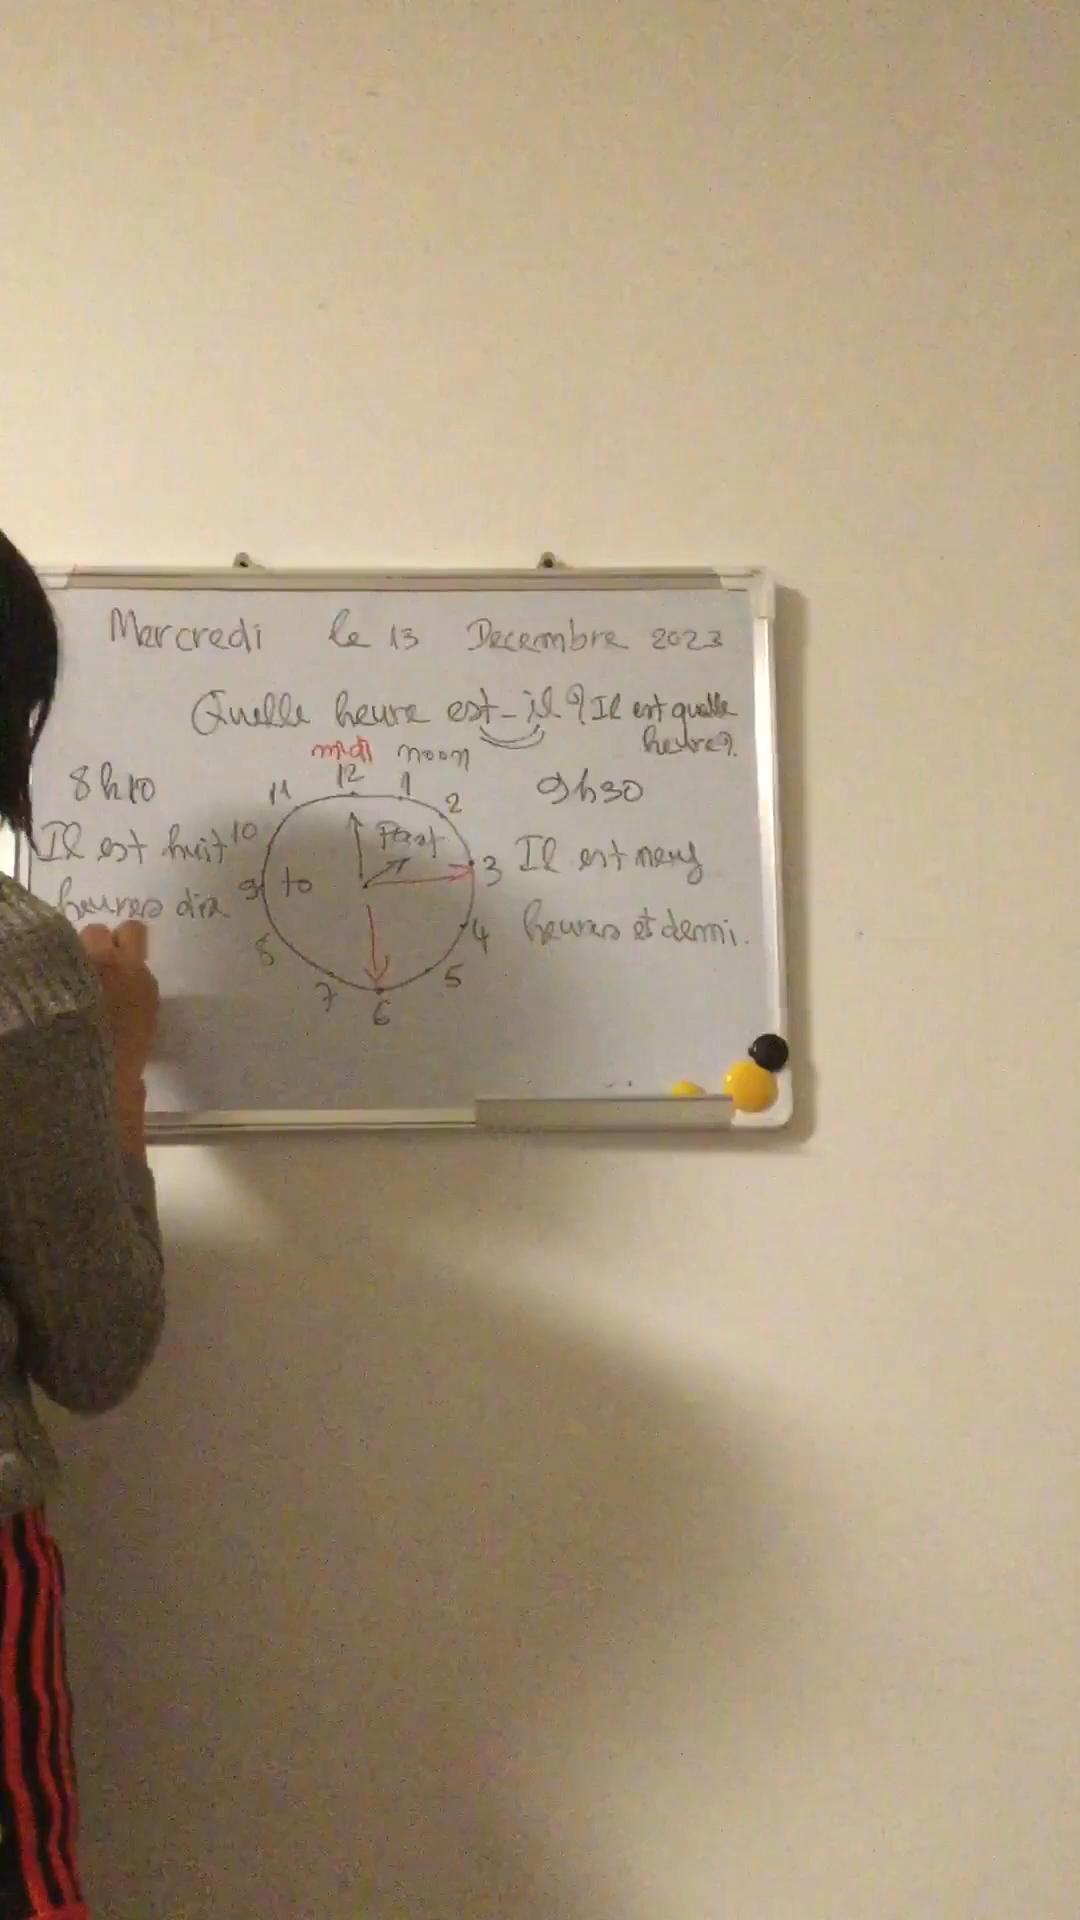 Mercredi le 13 Decembre 2023
Quelle heure est-il? Il est quelle
heure?
midi noon
8h10
Il est huit
heures dix
12
1
2
3
4
5
6
7
8
9
10
11
Past
to
9h30
Il est neuf
heures et demi.